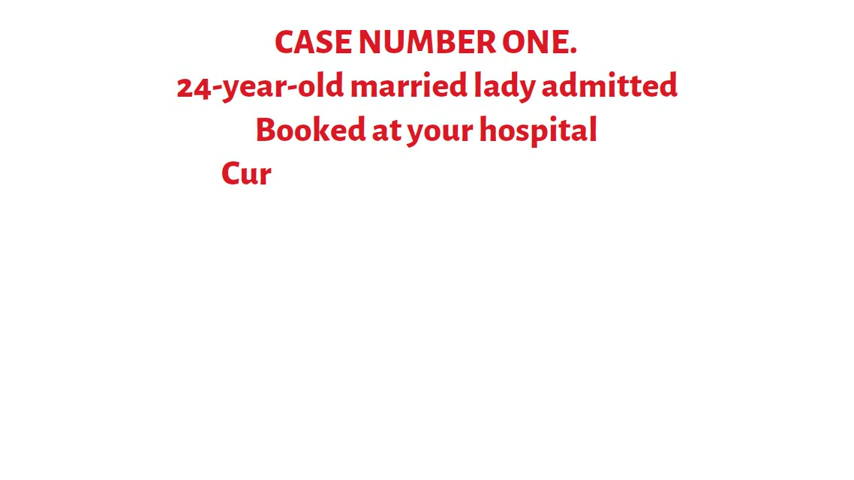 CASE NUMBER ONE.
24-year-old married lady admitted
Booked at your hospital
Cur